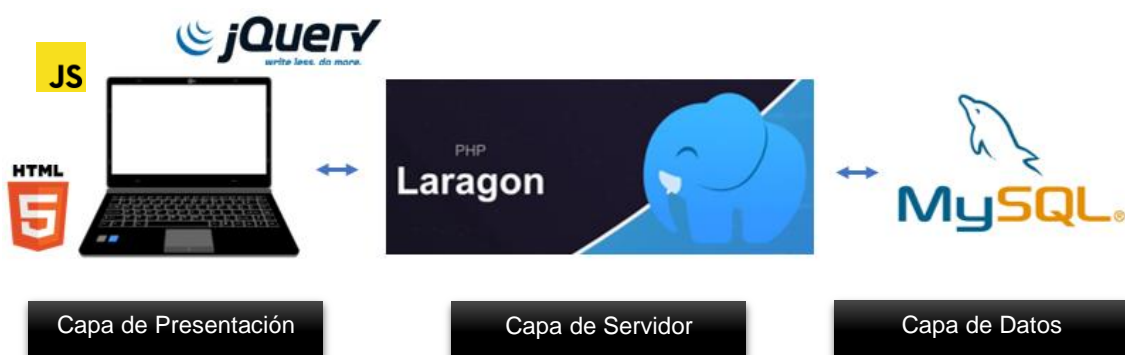 jQuery
write less, do more.
JS
HTML
5
PHP
Laragon
MySQL®
Capa de Presentación
Capa de Servidor
Capa de Datos